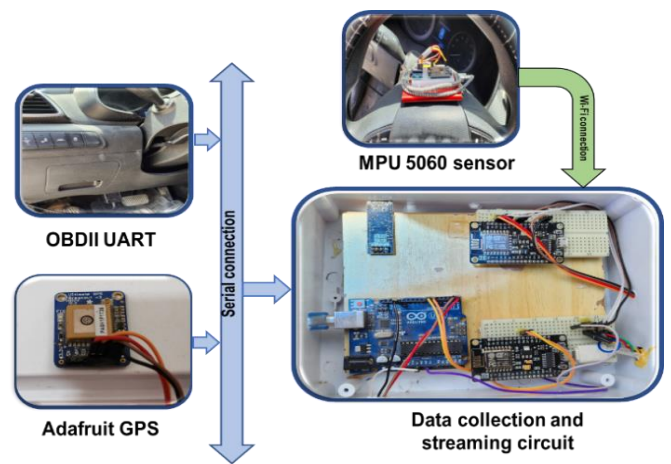 OBDII UART
Adafruit GPS
Serial connection
MPU 5060 sensor
Wi-Fi connection
Data collection and
streaming circuit